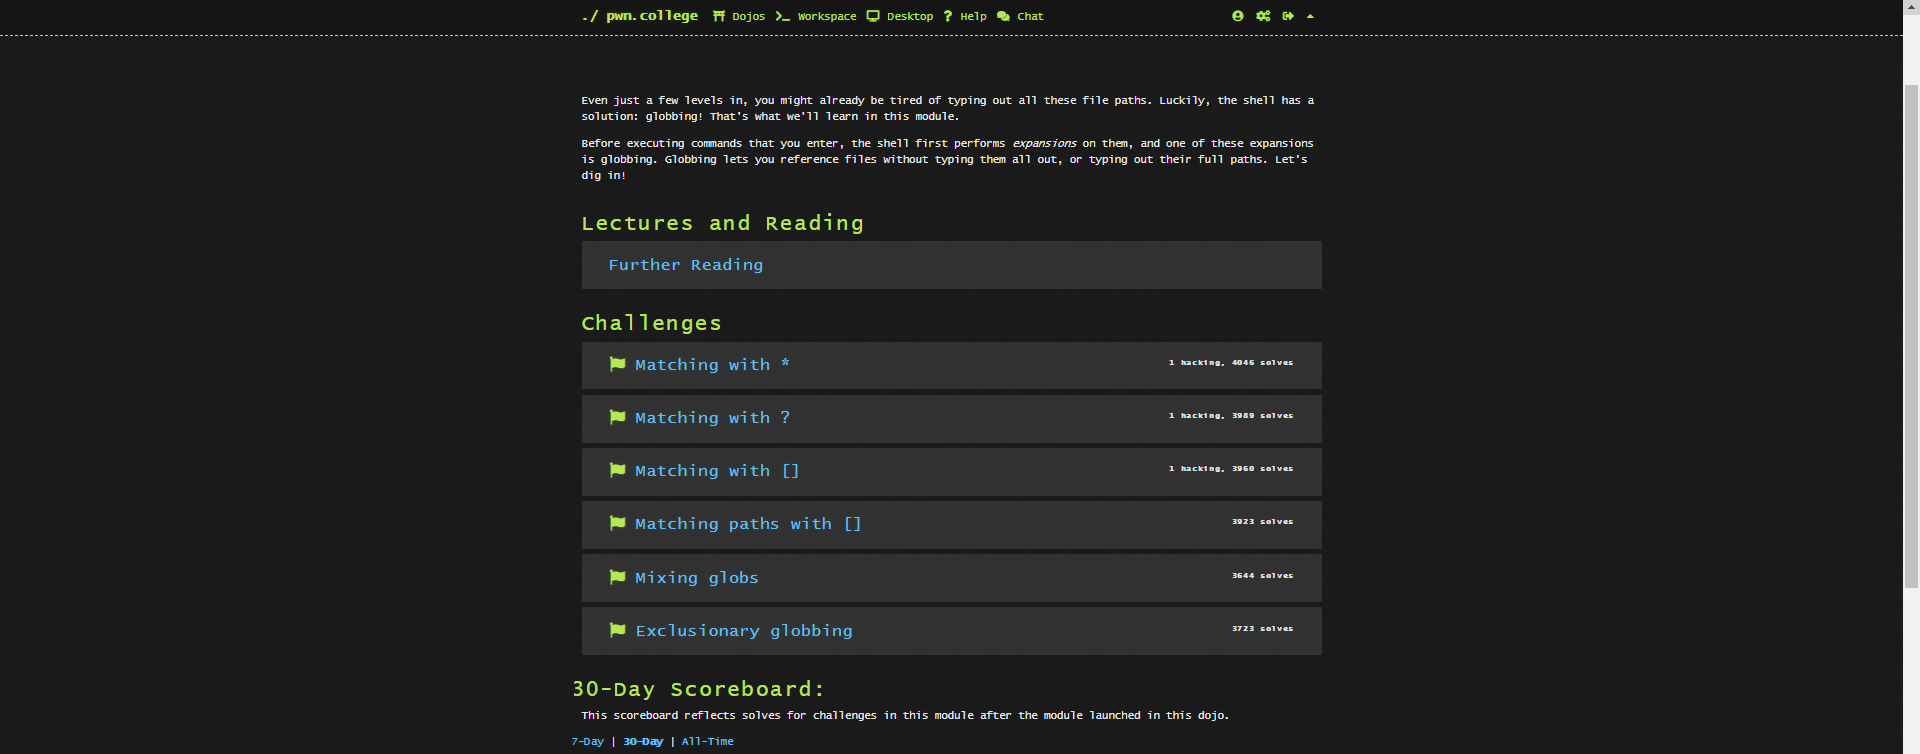 ./ pwn.college Dojos Workspace Desktop ? Help Chat
Even just a few levels in, you might already be tired of typing out all these file paths. Luckily, the shell has a
solution: globbing! That's what we'll learn in this module.
Before executing commands that you enter, the shell first performs expansions on them, and one of these expansions
is globbing. Globbing lets you reference files without typing them all out, or typing out their full paths. Let's
dig in!
Lectures and Reading
Further Reading
Challenges
Matching with * 1 hacking, 4046 solves
Matching with ? 1 hacking, 3989 solves
Matching with [] 1 hacking, 3960 solves
Matching paths with [] 3923 solves
Mixing globs 3644 solves
Exclusionary globbing 3723 solves
30-Day Scoreboard:
This scoreboard reflects solves for challenges in this module after the module launched in this dojo.
7-Day | 30-Day | All-Time